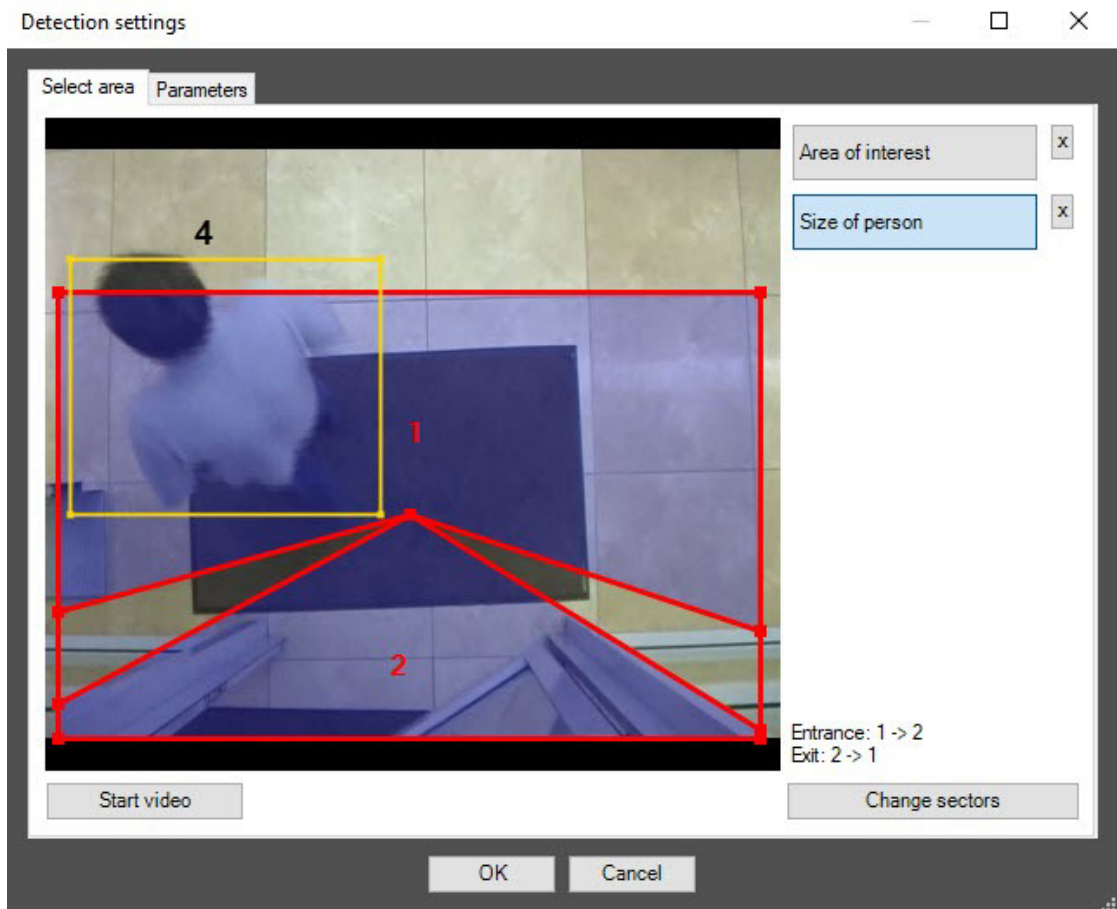 Detection settings
Select area
Parameters
Area of interest
x
Size of person
x
4
1
2
Entrance: 1 -> 2
Exit: 2 -> 1
Start video
Change sectors
OK
Cancel